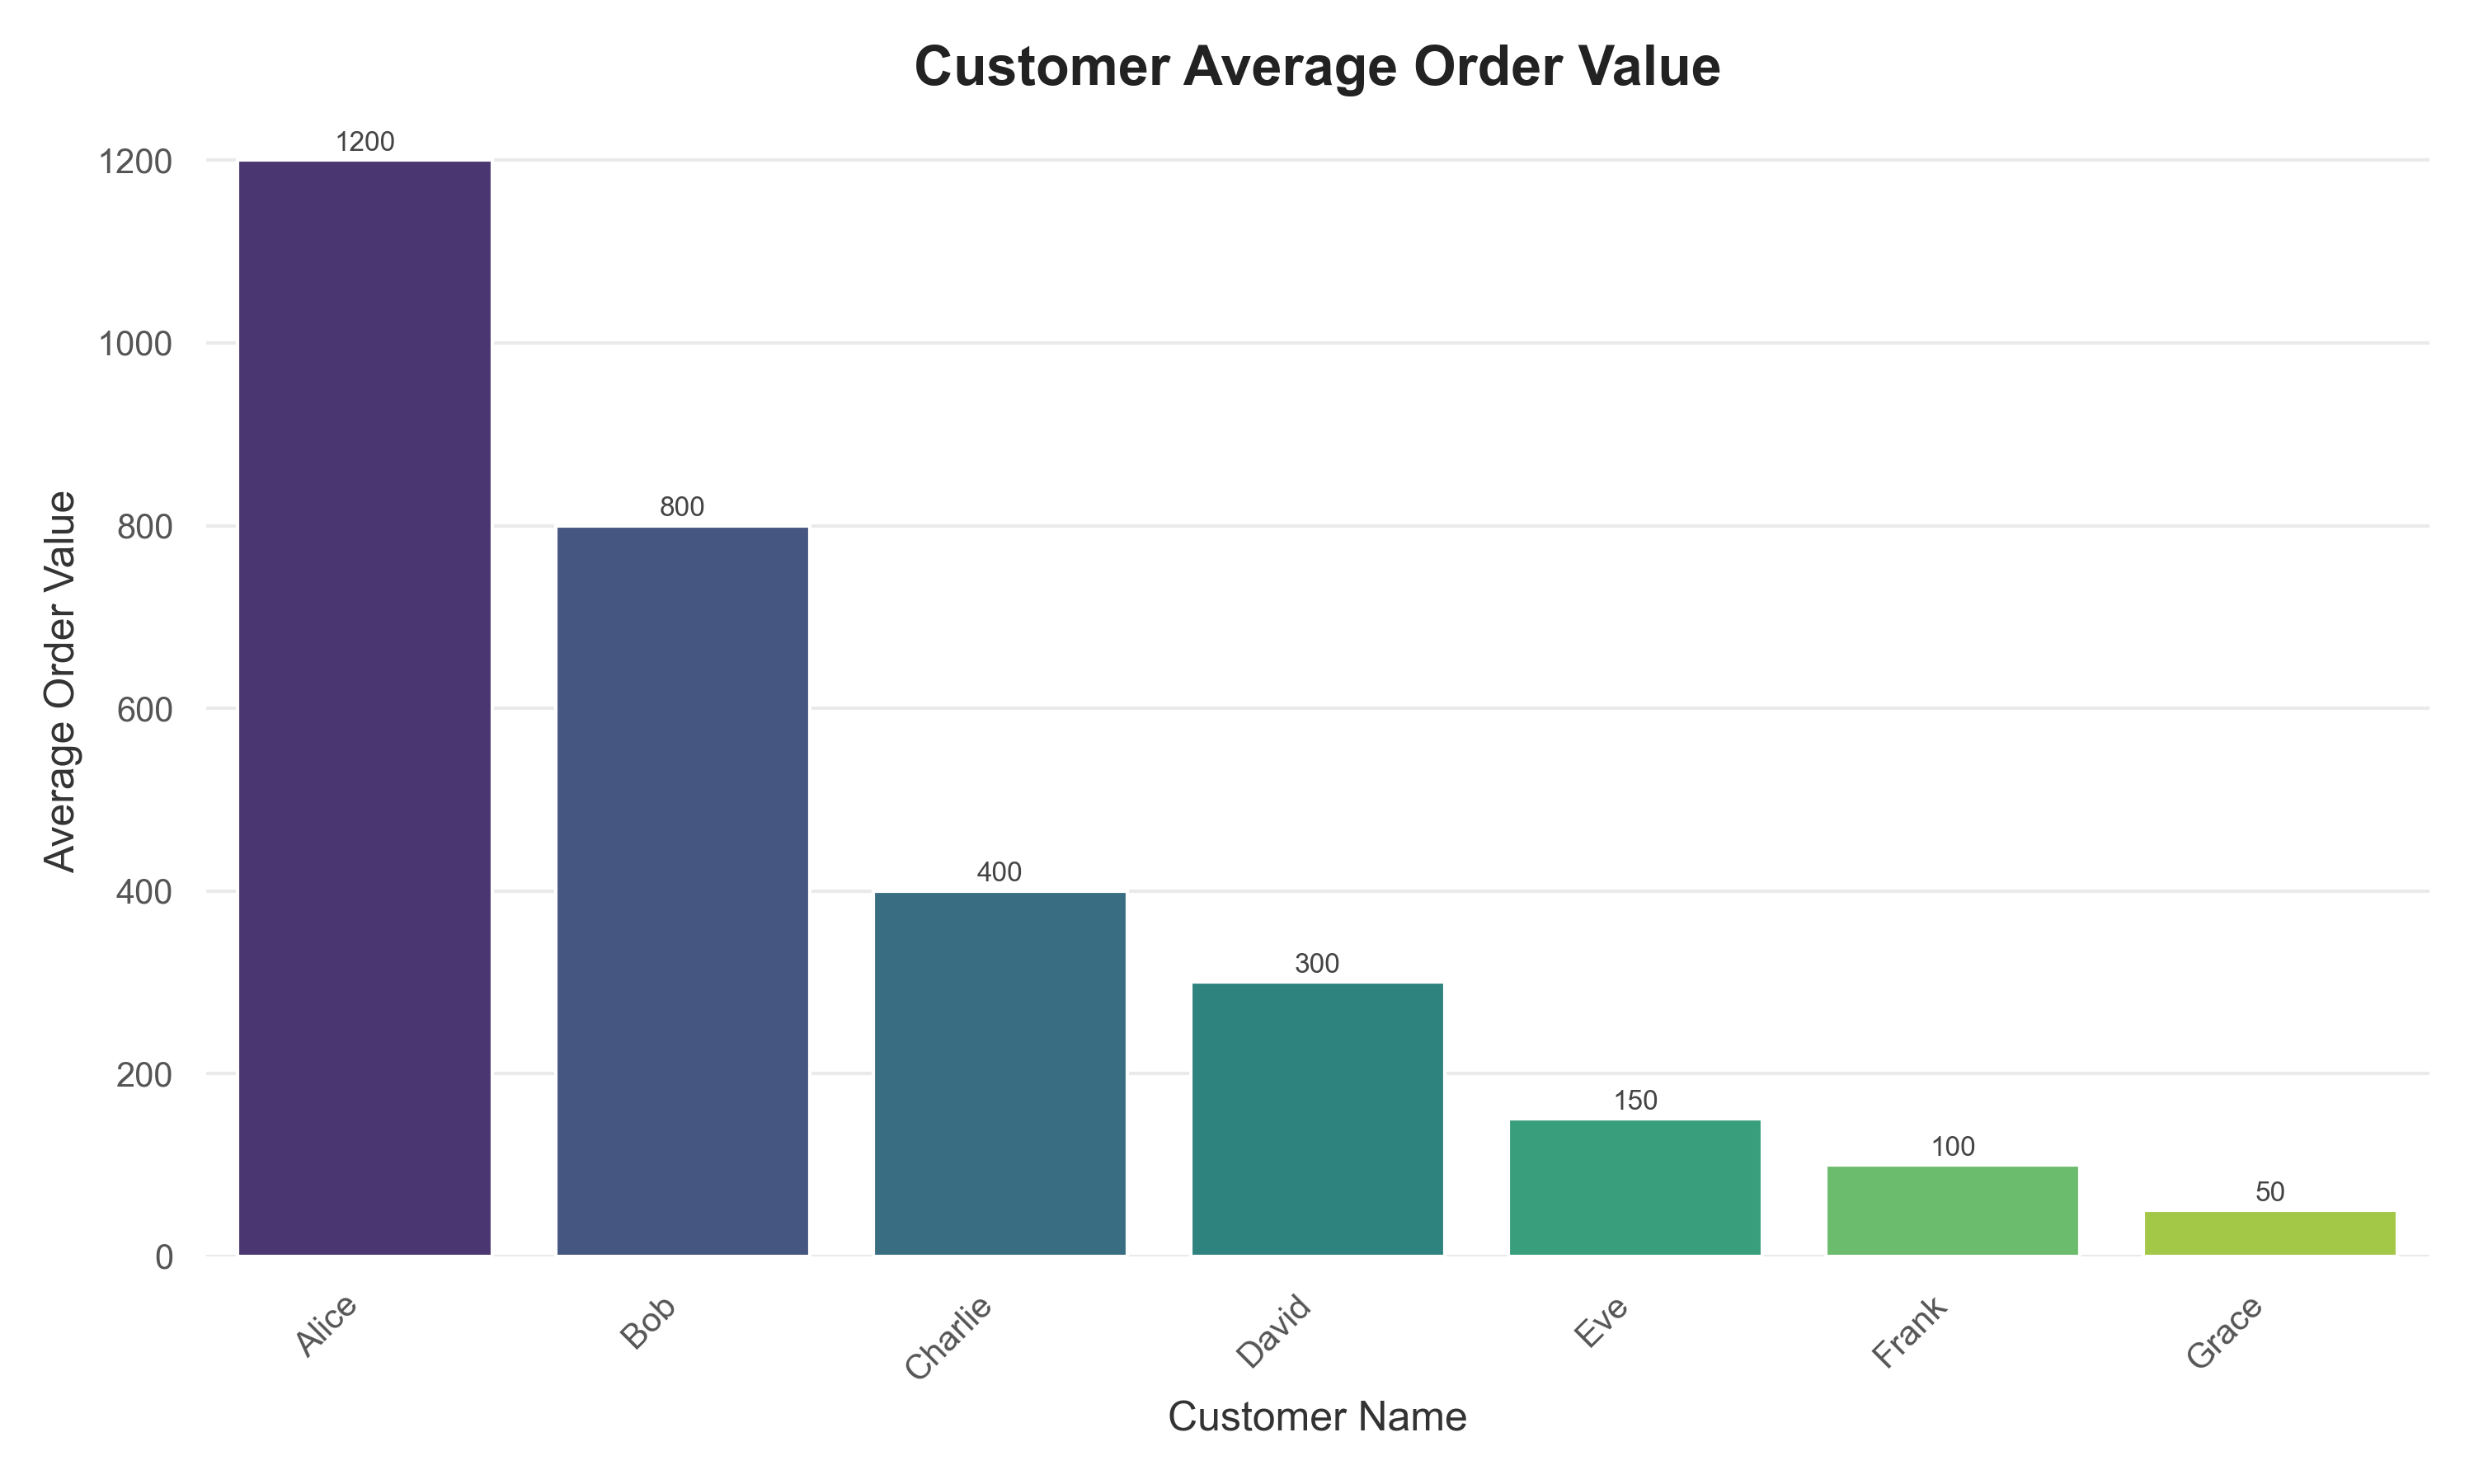 Customer Average Order Value
Average Order Value
1200
1000
800
600
400
200
0
1200
800
400
300
150
100
50
Alice
Bob
Charlie
David
Eve
Frank
Grace
Customer Name